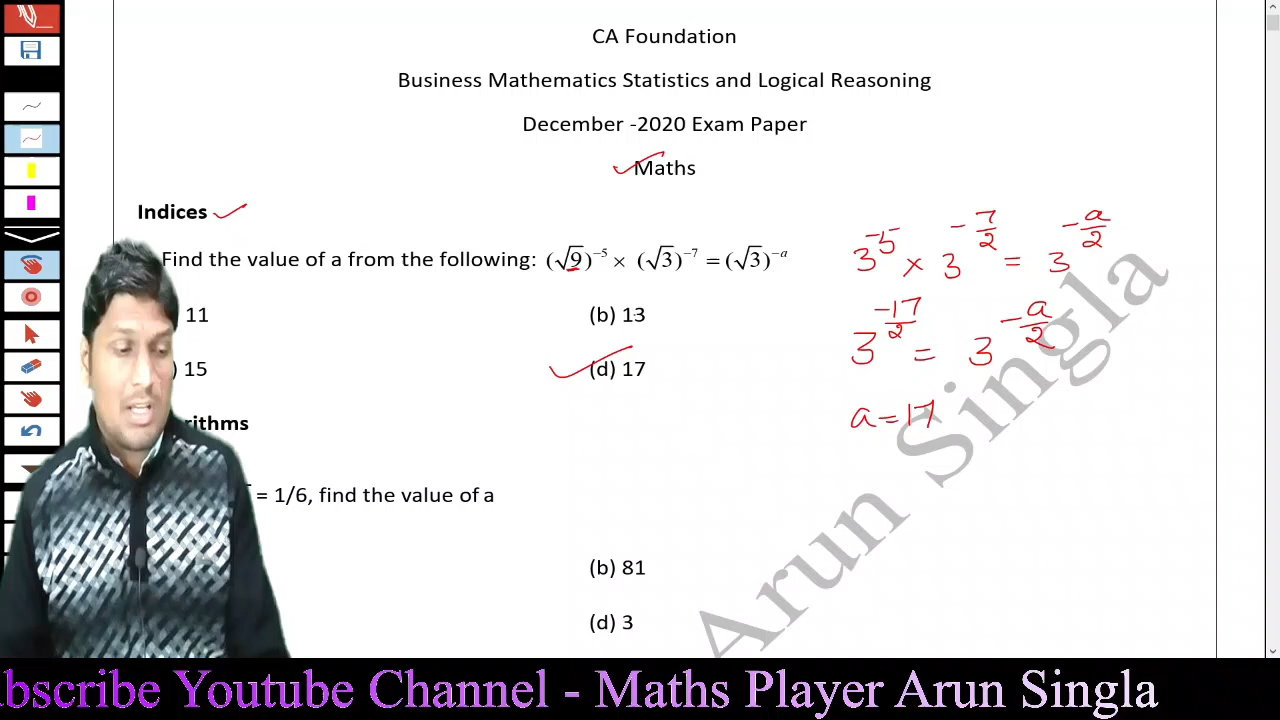 CA Foundation
Business Mathematics Statistics and Logical Reasoning
December -2020 Exam Paper
Maths
Indices
Find the value of a from the following: (√9)⁻⁵ × (√3)⁻⁷ = (√3)⁻ᵃ
11
(b) 13
) 15
(d) 17
3^-5 × 3^-7/2 = 3^-a/2
3^-17/2 = 3^-a/2
a = 17
rithms
= 1/6, find the value of a
(b) 81
(d) 3
Arun Singla
bscribe Youtube Channel - Maths Player Arun Singla